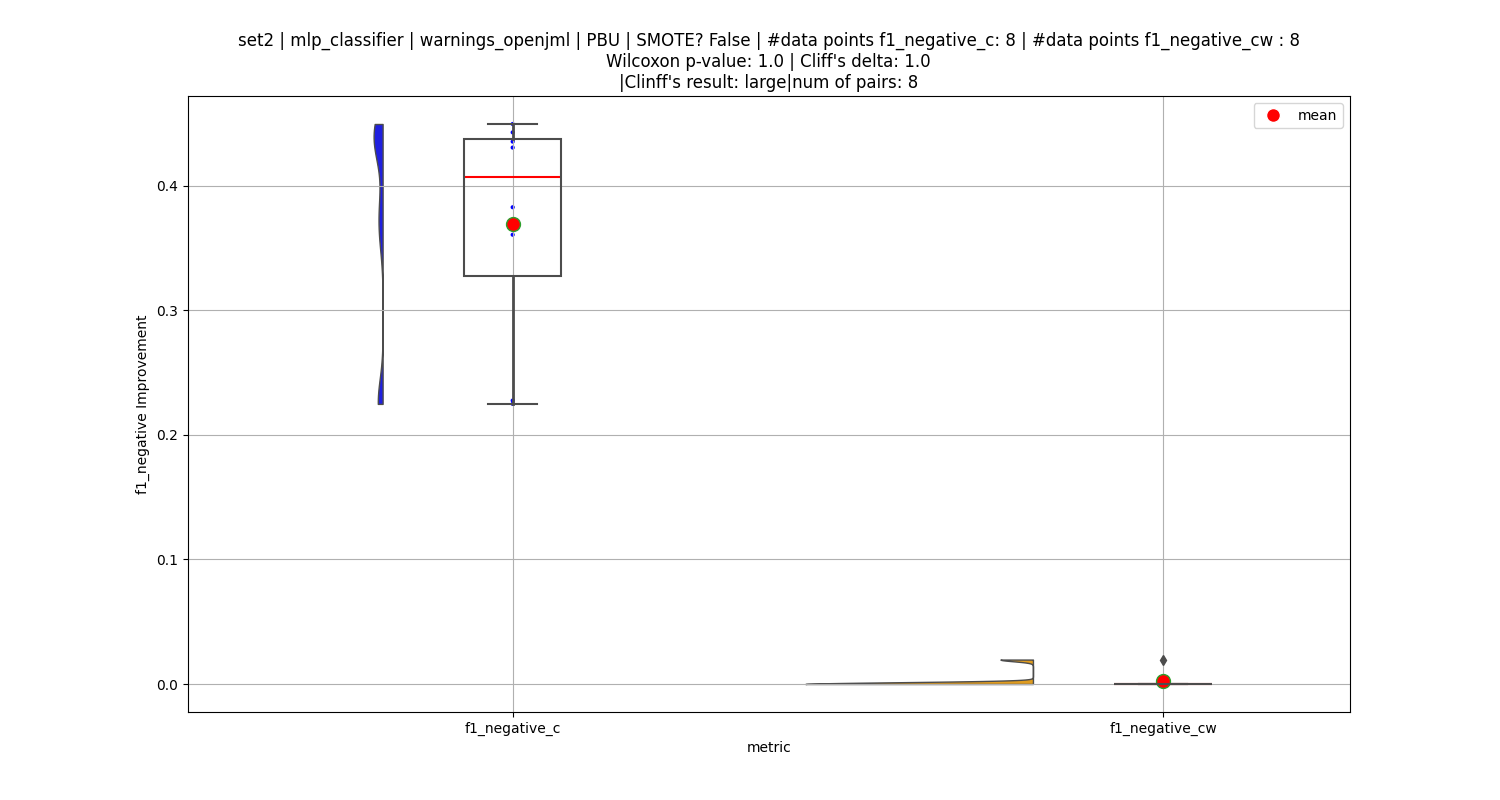 set2 | mlp_classifier | warnings_openjml | PBU | SMOTE? False | #data points f1_negative_c: 8 | #data points f1_negative_cw : 8
Wilcoxon p-value: 1.0 | Cliff's delta: 1.0
|Clinff's result: large|num of pairs: 8
mean
0.4
0.3
0.2
0.1
0.0
f1_negative Improvement
f1_negative_c
f1_negative_cw
metric